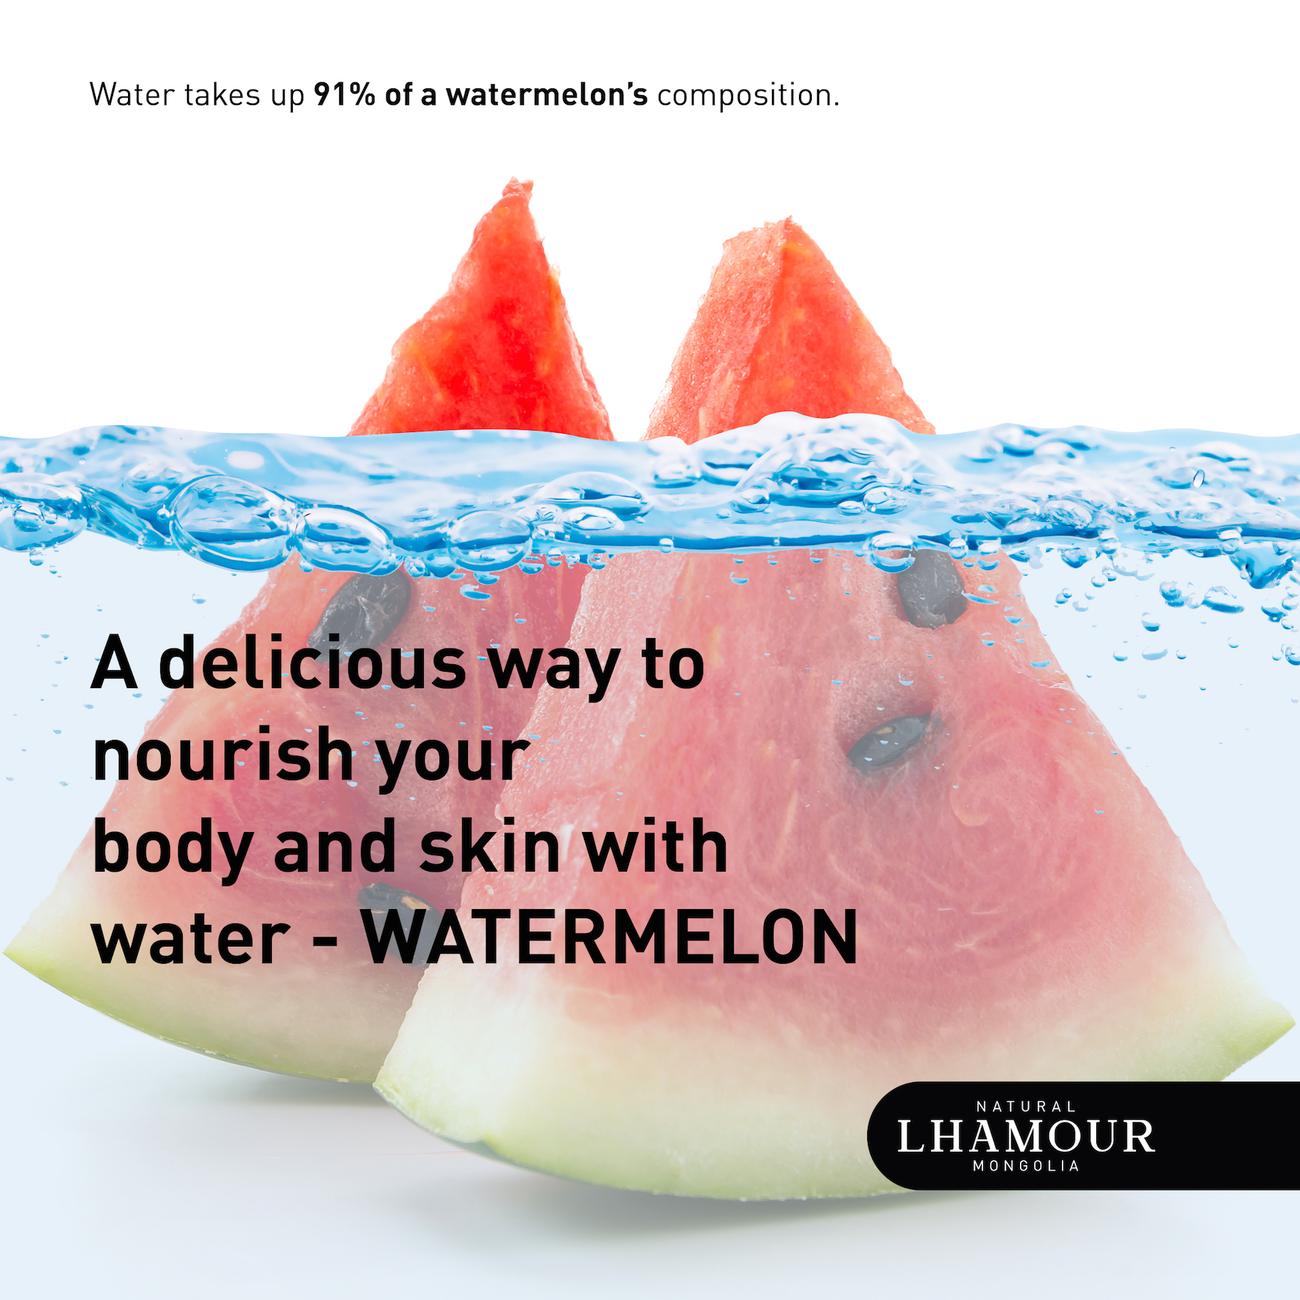 Water takes up 91% of a watermelon’s composition.
A delicious way to
nourish your
body and skin with
water - WATERMELON
NATURAL
LHAMOUR
MONGOLIA